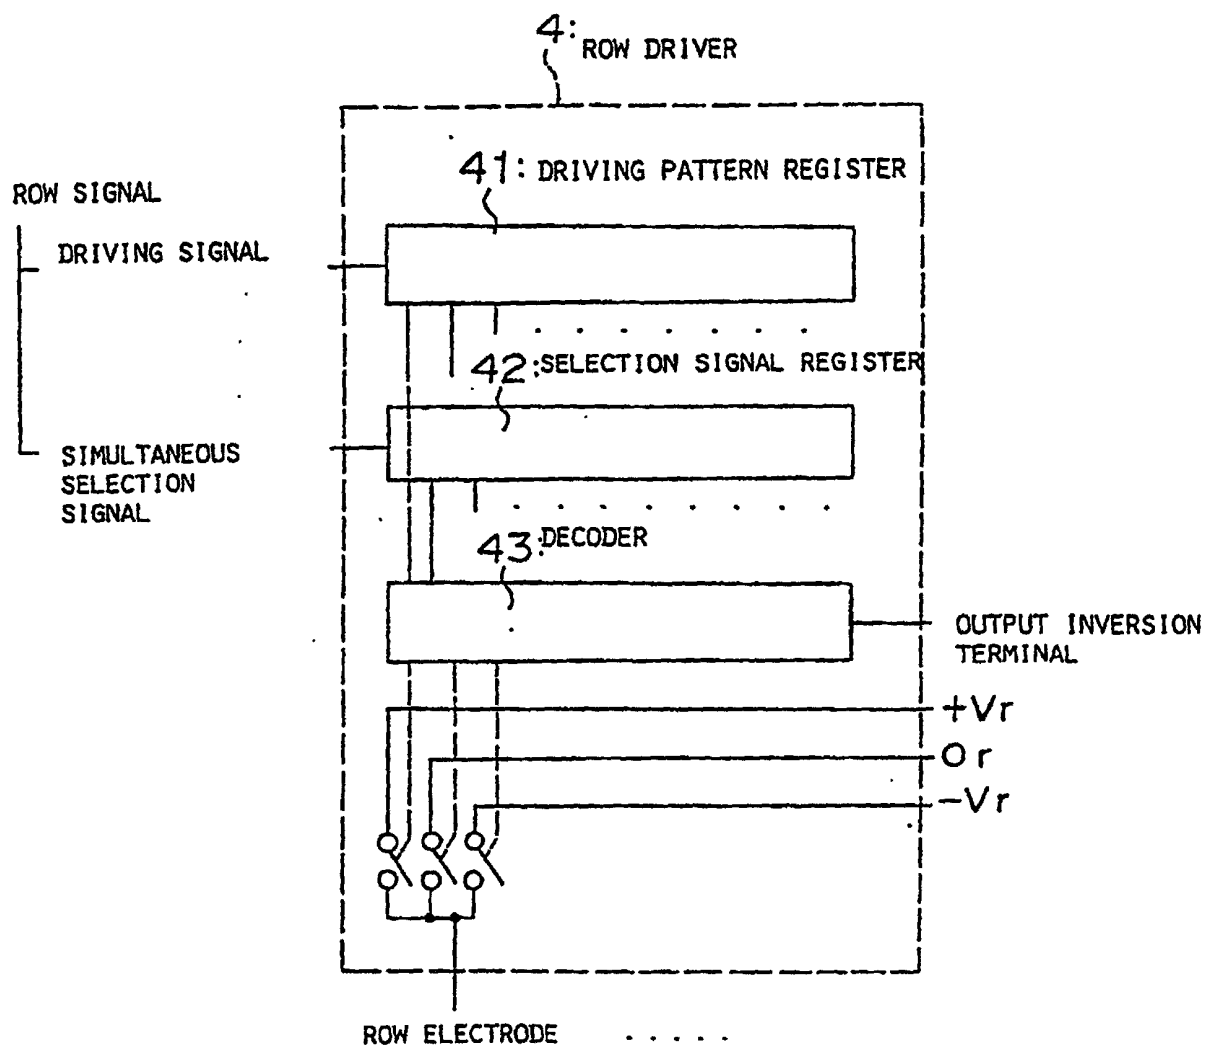 4: ROW DRIVER
41: DRIVING PATTERN REGISTER
ROW SIGNAL
DRIVING SIGNAL
42: SELECTION SIGNAL REGISTER
SIMULTANEOUS
SELECTION
SIGNAL
43: DECODER
OUTPUT INVERSION
TERMINAL
+Vr
0r
-Vr
ROW ELECTRODE . . . . .